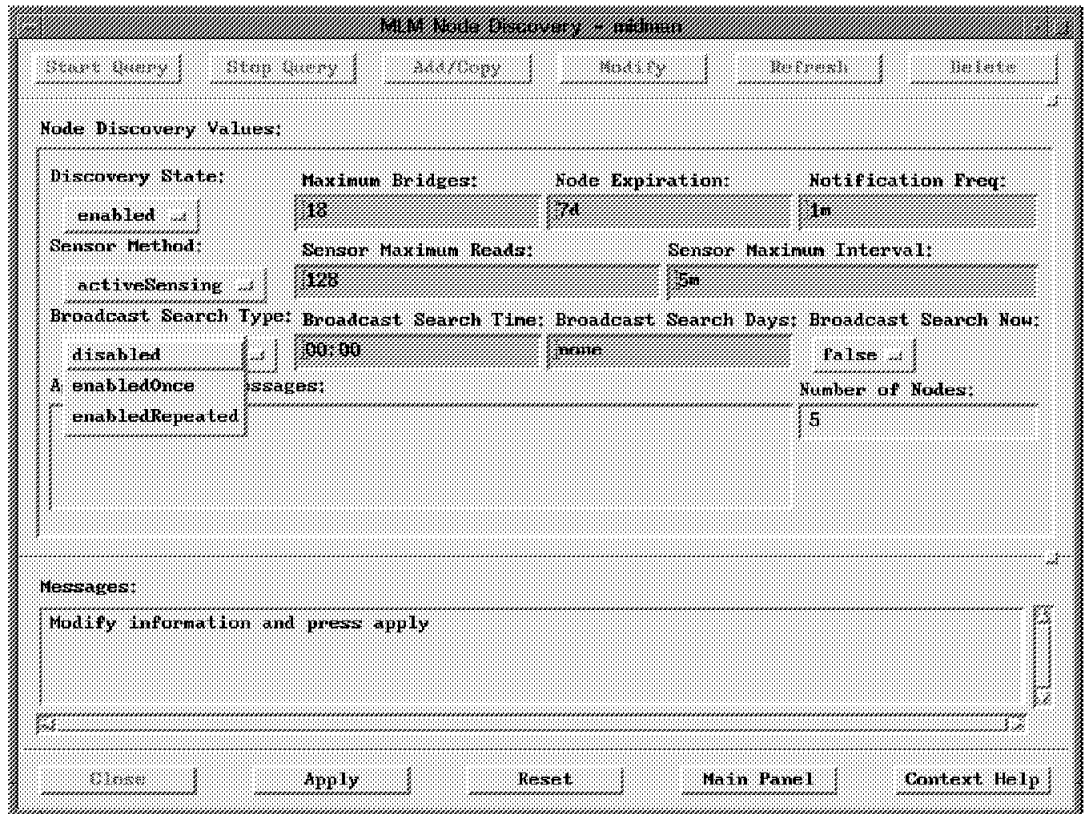 MLM Node Discovery - midman
Start Query Stop Query Add/Copy Modify Refresh Delete
Node Discovery Values:
Discovery State: Maximum Bridges: Node Expiration: Notification Freq:
enabled 18 7d 1m
Sensor Method: Sensor Maximum Reads: Sensor Maximum Interval:
activeSensing 128 5m
Broadcast Search Type: Broadcast Search Time: Broadcast Search Days: Broadcast Search Now:
disabled 00:00 none false
A enabledOnce ssages: Number of Nodes:
enabledRepeated 5
Messages:
Modify information and press apply
Close Apply Reset Main Panel Context Help